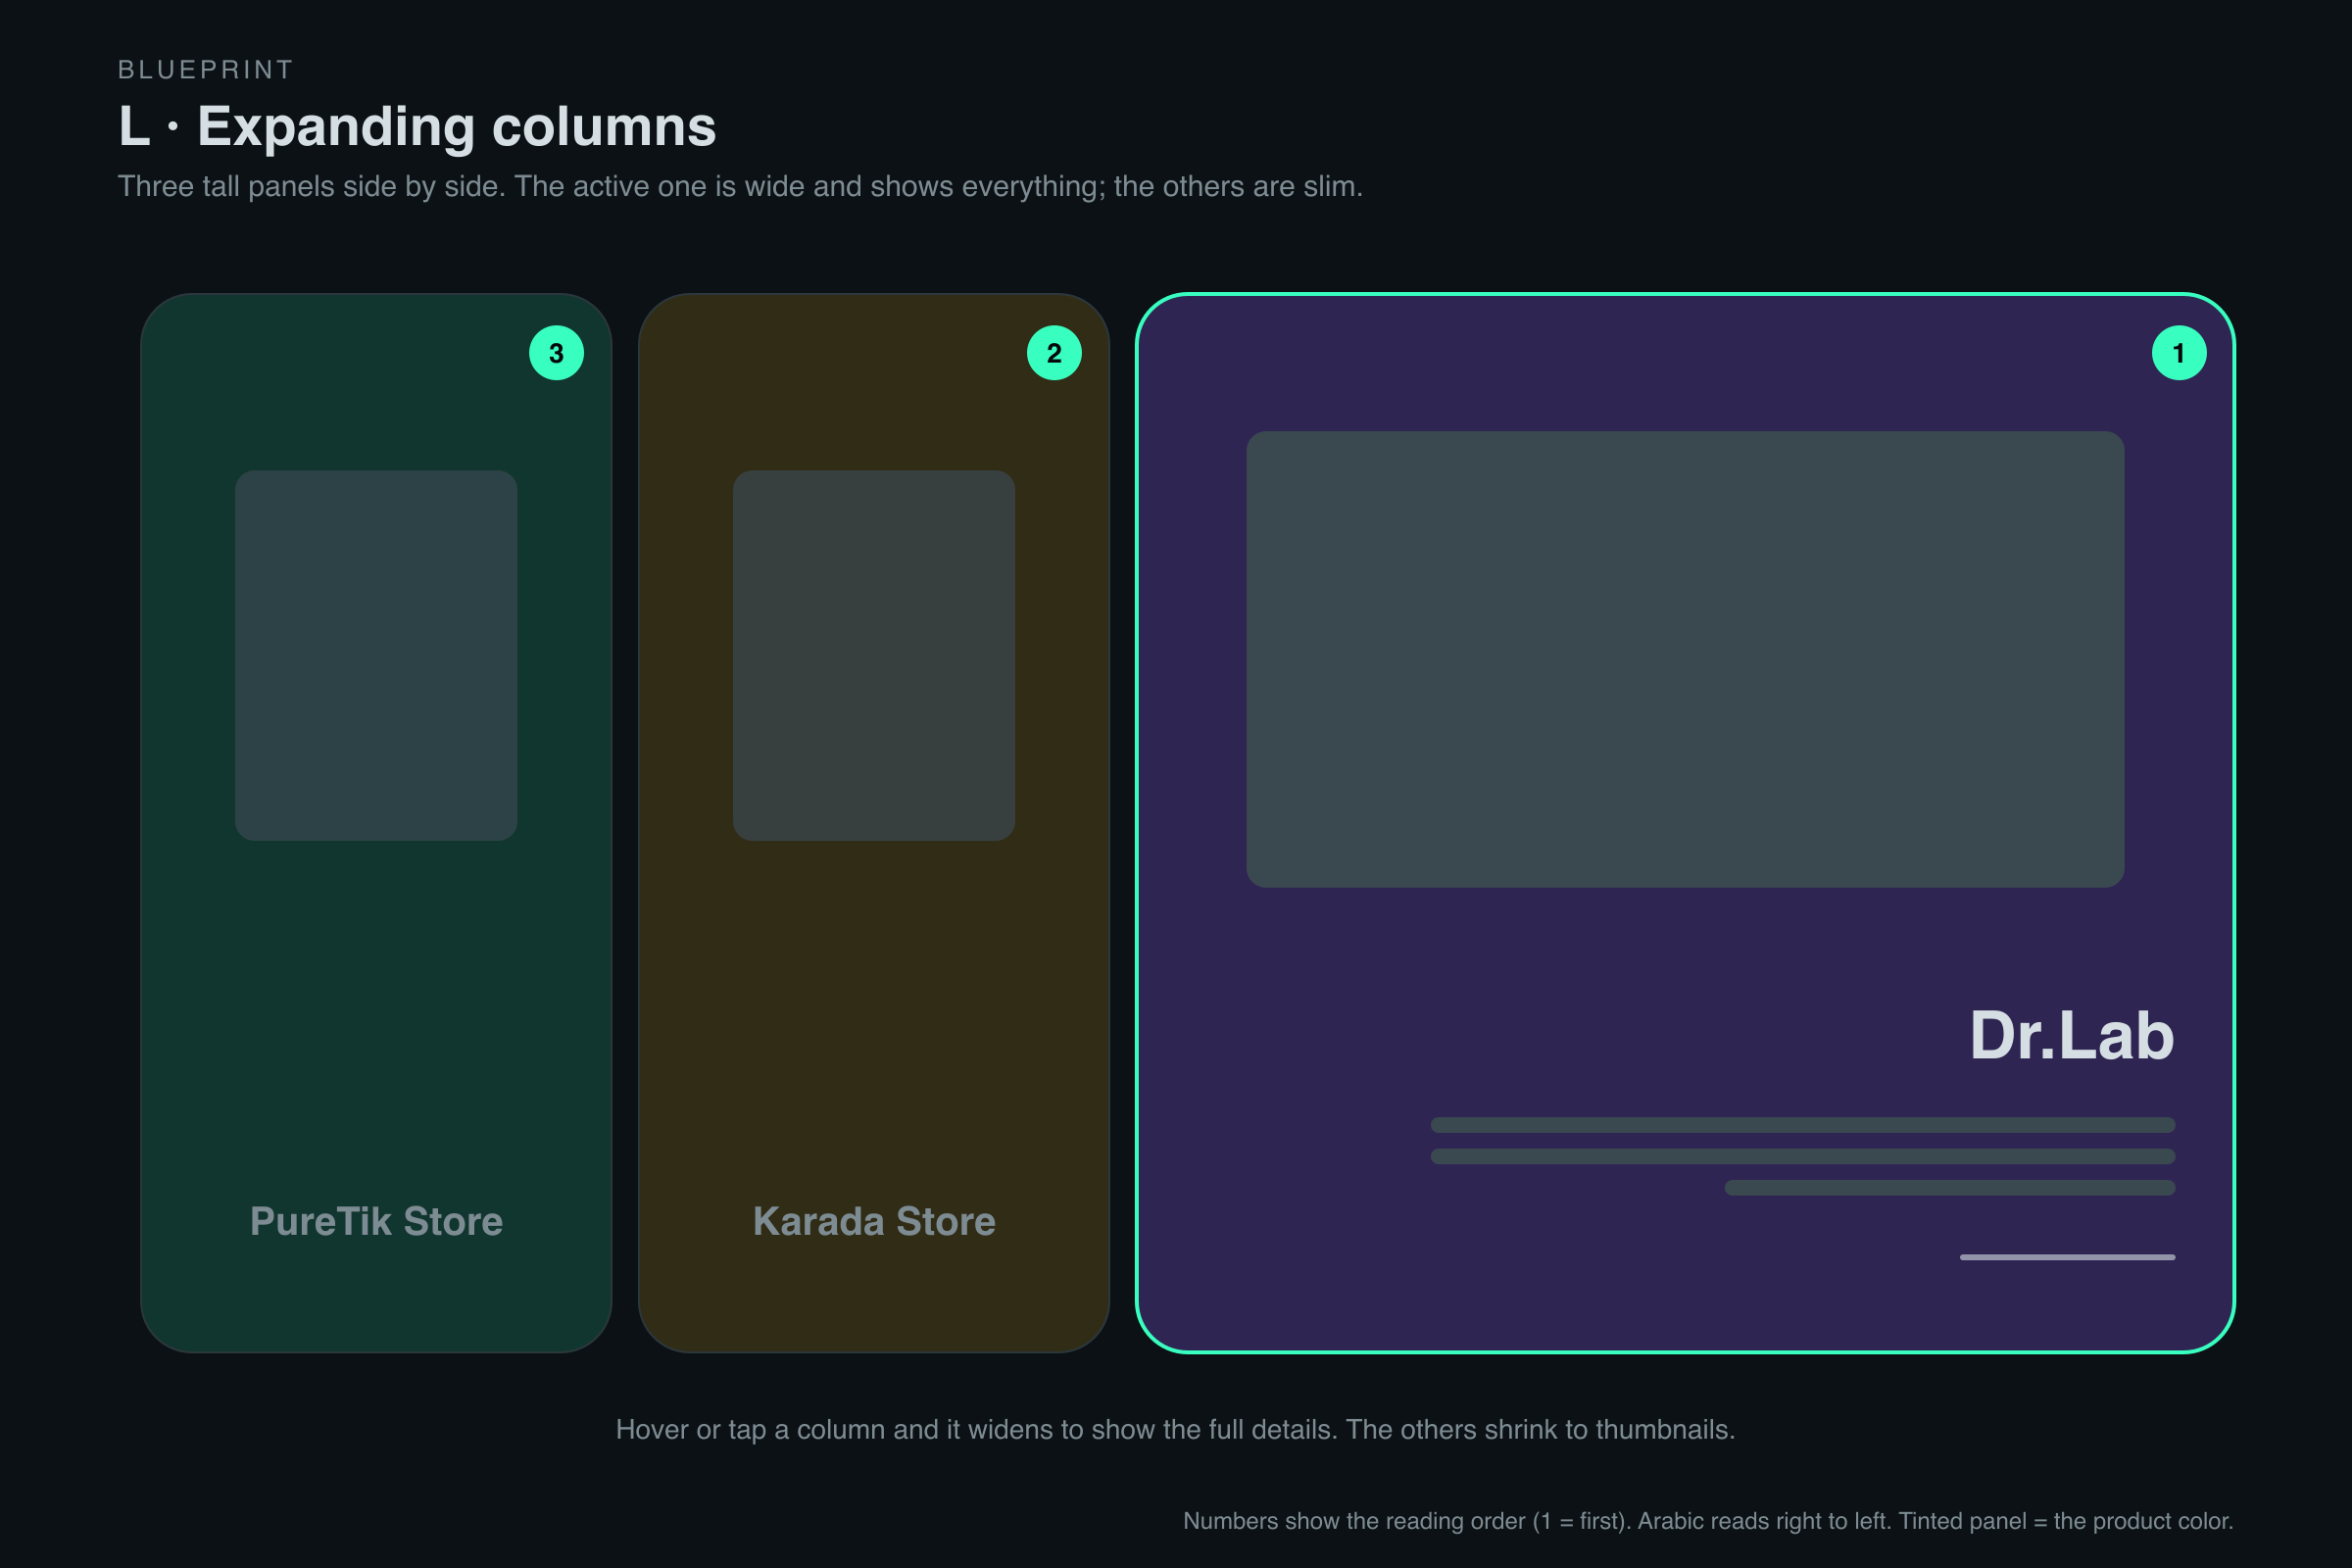 BLUEPRINT
L · Expanding columns
Three tall panels side by side. The active one is wide and shows everything; the others are slim.
3
2
1
Dr.Lab
PureTik Store
Karada Store
Hover or tap a column and it widens to show the full details. The others shrink to thumbnails.
Numbers show the reading order (1 = first). Arabic reads right to left. Tinted panel = the product color.